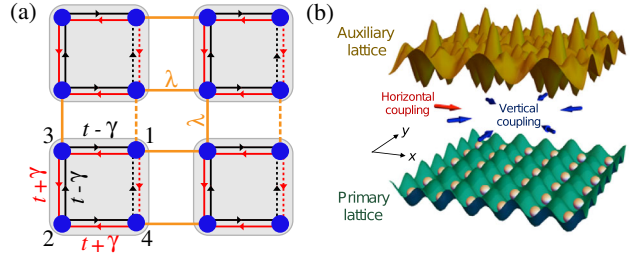 (a)
λ
λ
3
t - γ
1
t + γ
t - γ
2
t + γ
4
(b)
Auxiliary
lattice
Horizontal
coupling
Vertical
coupling
y
x
Primary
lattice